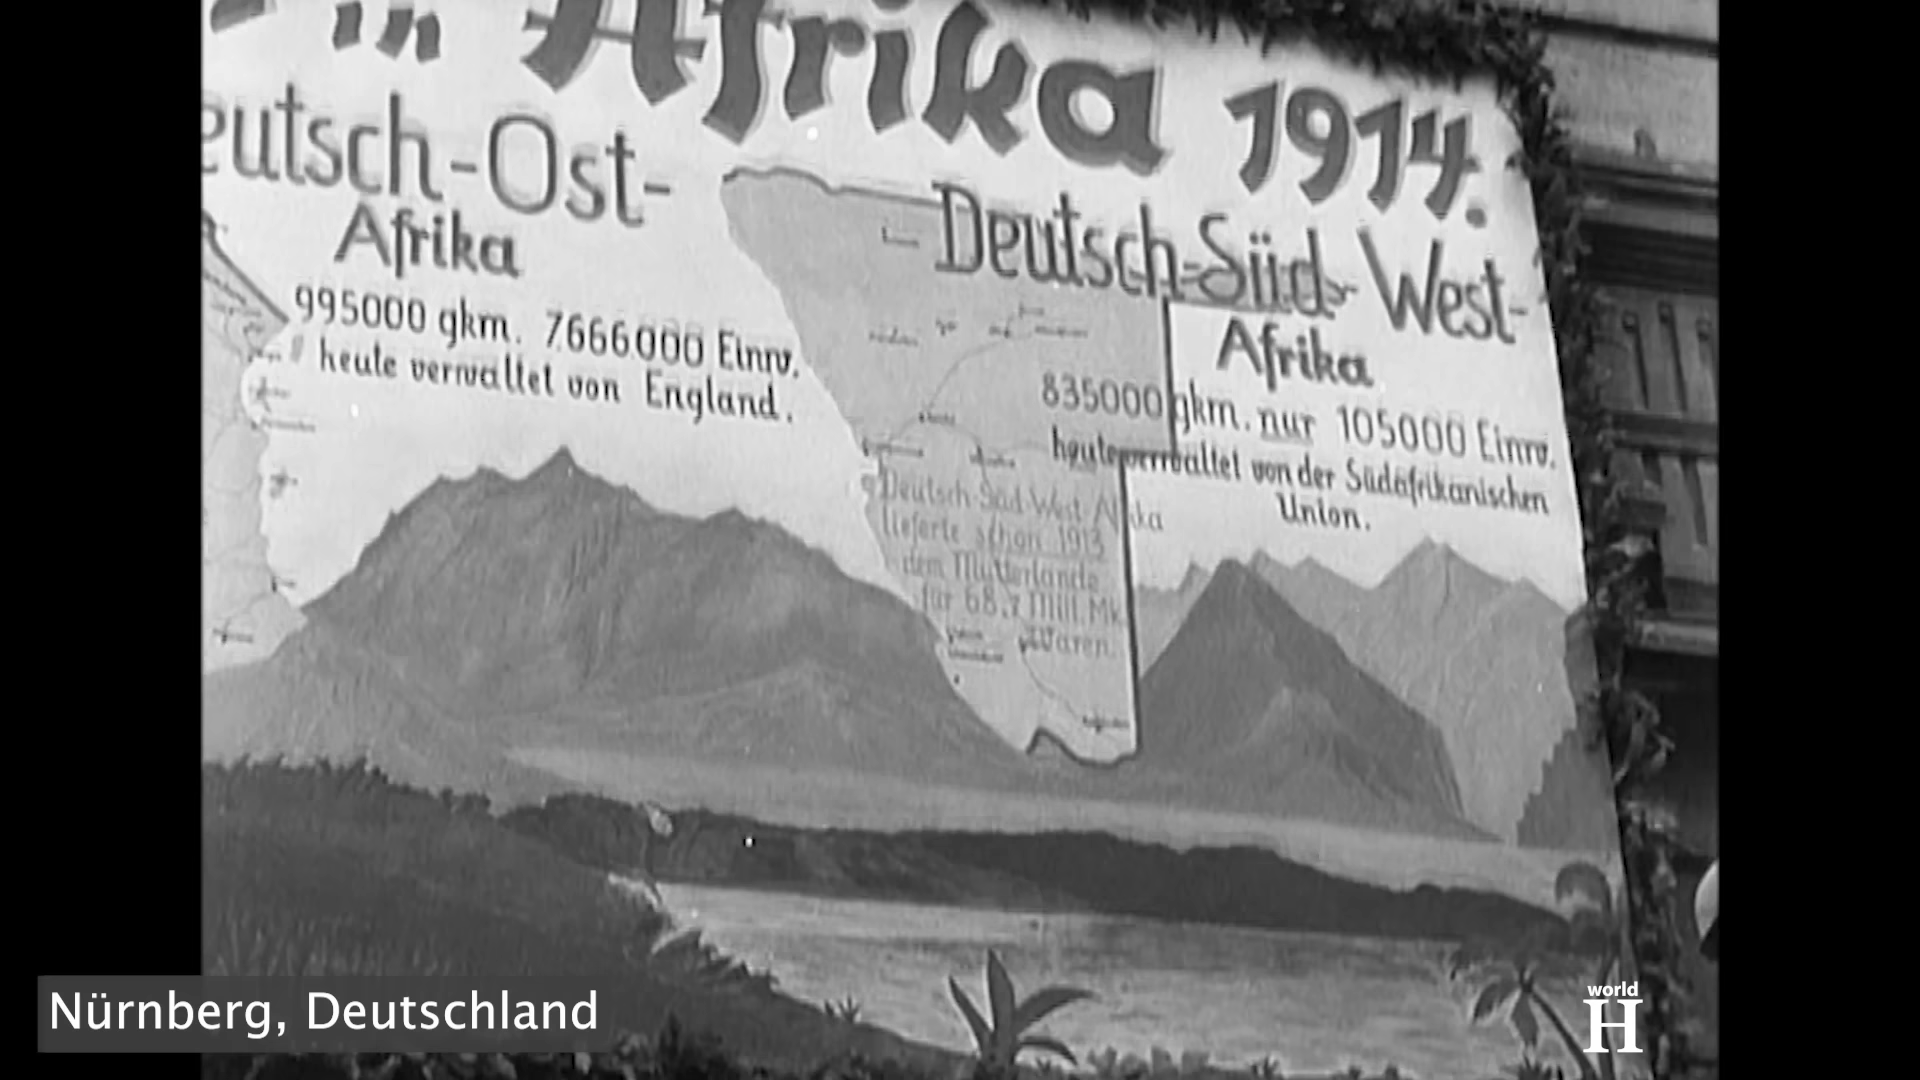 in Afrika 1914.
eutsch-Ost-
Afrika
995000 qkm. 7666000 Einw.
heute verwaltet von England.
Deutsch-Süd-West-
Afrika
835000 qkm. nur 105000 Einw.
heute verwaltet von der Südafrikanischen
Union.
Deutsch-Süd-West-Afrika
lieferte schon 1913
dem Mutterlande
für 68.7 Mill. Mk.
Waren.
Nürnberg, Deutschland
world
H